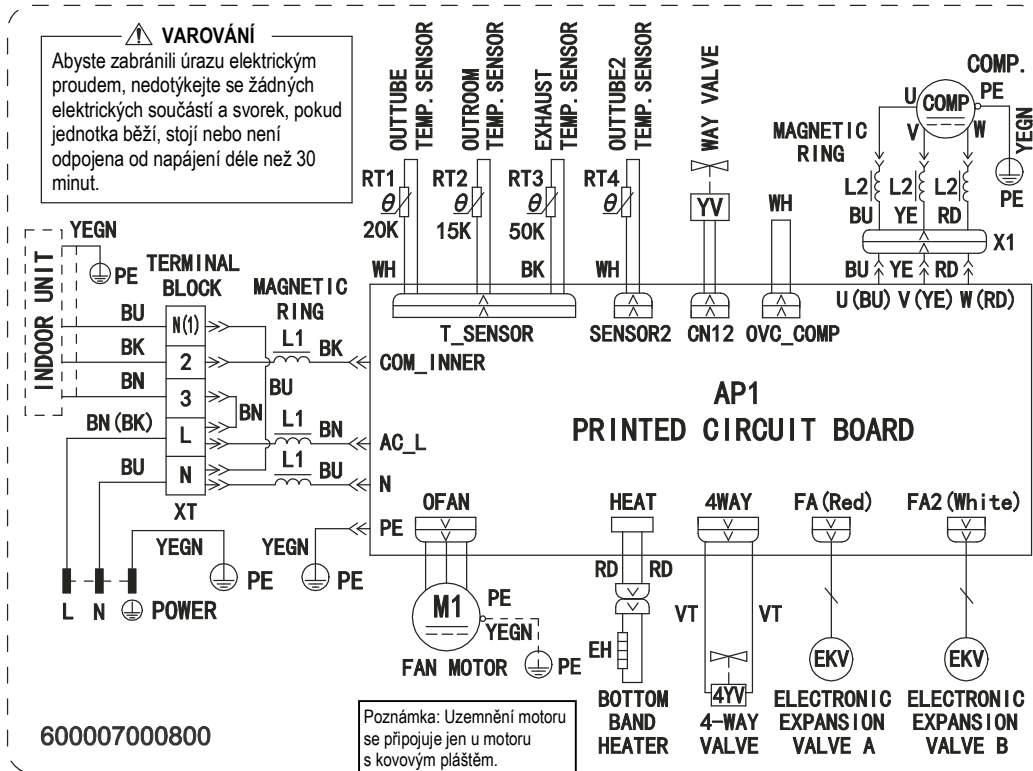 VAROVÁNÍ
Abyste zabránili úrazu elektrickým
proudem, nedotýkejte se žádných
elektrických součástí a svorek, pokud
jednotka běží, stojí nebo není
odpojena od napájení déle než 30
minut.
OUTTUBE
TEMP. SENSOR
OUTROOM
TEMP. SENSOR
EXHAUST
TEMP. SENSOR
OUTTUBE2
TEMP. SENSOR
WAY VALVE
COMP.
RT1
θ
20K
RT2
θ
15K
RT3
θ
50K
RT4
θ
YV
WH
WH
BK
WH
MAGNETIC
RING
U
V
W
COMP
PE
YEGN
PE
L2
L2
L2
BU
YE
RD
X1
BU
YE
RD
U(BU)
V(YE)
W(RD)
T_SENSOR
SENSOR2
CN12
OVC_COMP
INDOOR UNIT
YEGN
PE
TERMINAL
BLOCK
MAGNETIC
RING
BU
N(1)
BK
2
L1
BK
COM_INNER
BN
3
BU
BN
BN(BK)
L
L1
BN
AC_L
BU
N
L1
BU
N
XT
PE
YEGN
PE
YEGN
PE
L
N
POWER
AP1
PRINTED CIRCUIT BOARD
OFAN
HEAT
4WAY
FA(Red)
FA2(White)
M1
PE
YEGN
PE
FAN MOTOR
RD
RD
EH
BOTTOM
BAND
HEATER
VT
VT
4YV
4-WAY
VALVE
EKV
ELECTRONIC
EXPANSION
VALVE A
EKV
ELECTRONIC
EXPANSION
VALVE B
600007000800
Poznámka: Uzemnění motoru
se připojuje jen u motoru
s kovovým pláštěm.